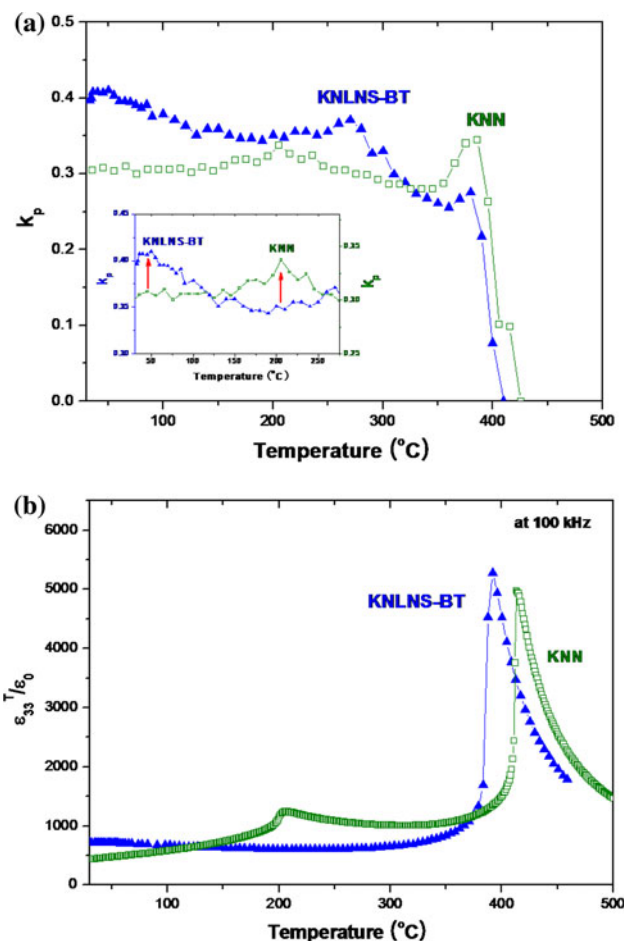 (a)
0.5
0.4
0.3
0.2
0.1
0.0
kp
KNLNS-BT
KNN
0.45
0.40
0.35
0.30
kp
KNLNS-BT
KNN
0.35
0.30
0.25
kp
50 100 150 200 250
Temperature (°C)
100 200 300 400 500
Temperature (°C)
(b)
6000
5000
4000
3000
2000
1000
0
ε33T/ε0
at 100 kHz
KNLNS-BT
KNN
100 200 300 400 500
Temperature (°C)